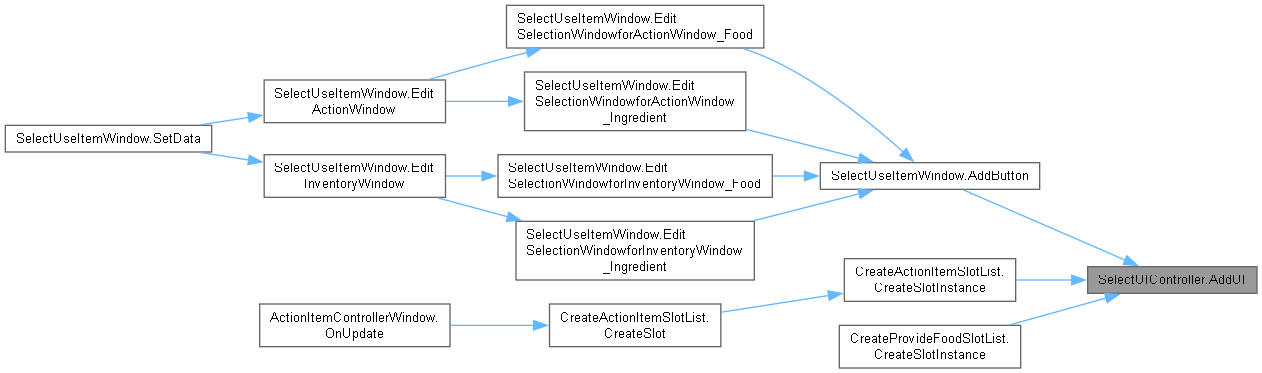 SelectUseItemWindow.Edit
SelectionWindowforActionWindow_Food
SelectUseItemWindow.Edit
SelectionWindowforActionWindow
_Ingredient
SelectUseItemWindow.Edit
ActionWindow
SelectUseItemWindow.SetData
SelectUseItemWindow.Edit
InventoryWindow
SelectUseItemWindow.Edit
SelectionWindowforInventoryWindow_Food
SelectUseItemWindow.AddButton
SelectUseItemWindow.Edit
SelectionWindowforInventoryWindow
_Ingredient
SelectUIController.AddUI
CreateActionItemSlotList.
CreateSlotInstance
ActionItemControllerWindow.
OnUpdate
CreateActionItemSlotList.
CreateSlot
CreateProvideFoodSlotList.
CreateSlotInstance